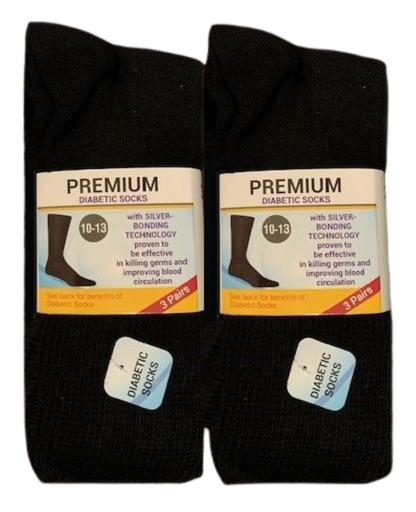 PREMIUM
DIABETIC SOCKS
10-13
with SILVER-
BONDING
TECHNOLOGY
proven to
be effective
in killing germs and
improving blood
circulation
See back for benefits of
Diabetic Socks
3 Pairs
DIABETIC
SOCKS
PREMIUM
DIABETIC SOCKS
10-13
with SILVER-
BONDING
TECHNOLOGY
proven to
be effective
in killing germs and
improving blood
circulation
See back for benefits of
Diabetic Socks
3 Pairs
DIABETIC
SOCKS